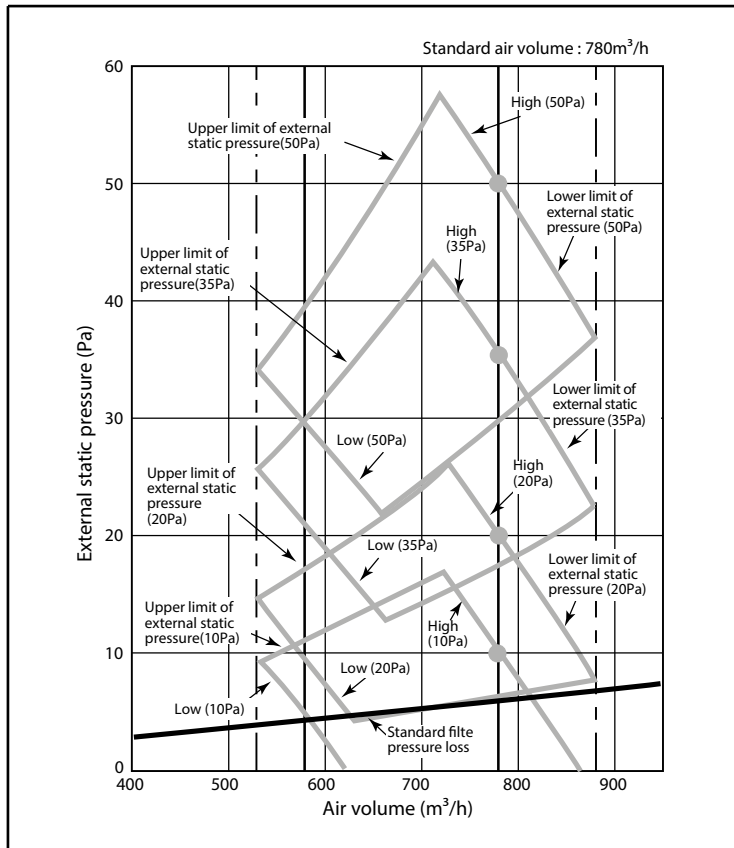 Standard air volume : 780m³/h
60
50
40
30
20
10
0
400
500
600
700
800
900
External static pressure (Pa)
Air volume (m³/h)
High (50Pa)
Upper limit of external
static pressure(50Pa)
Lower limit of
external static
pressure (50Pa)
High
(35Pa)
Upper limit of
external static
pressure(35Pa)
Lower limit of
external static
pressure(35Pa)
Low (50Pa)
High
(20Pa)
Upper limit of
external static
pressure
(20Pa)
Low (35Pa)
Lower limit of
external static
pressure (20Pa)
Upper limit of
external static
pressure(10Pa)
High
(10Pa)
Low (20Pa)
Low (10Pa)
Standard filte
pressure loss